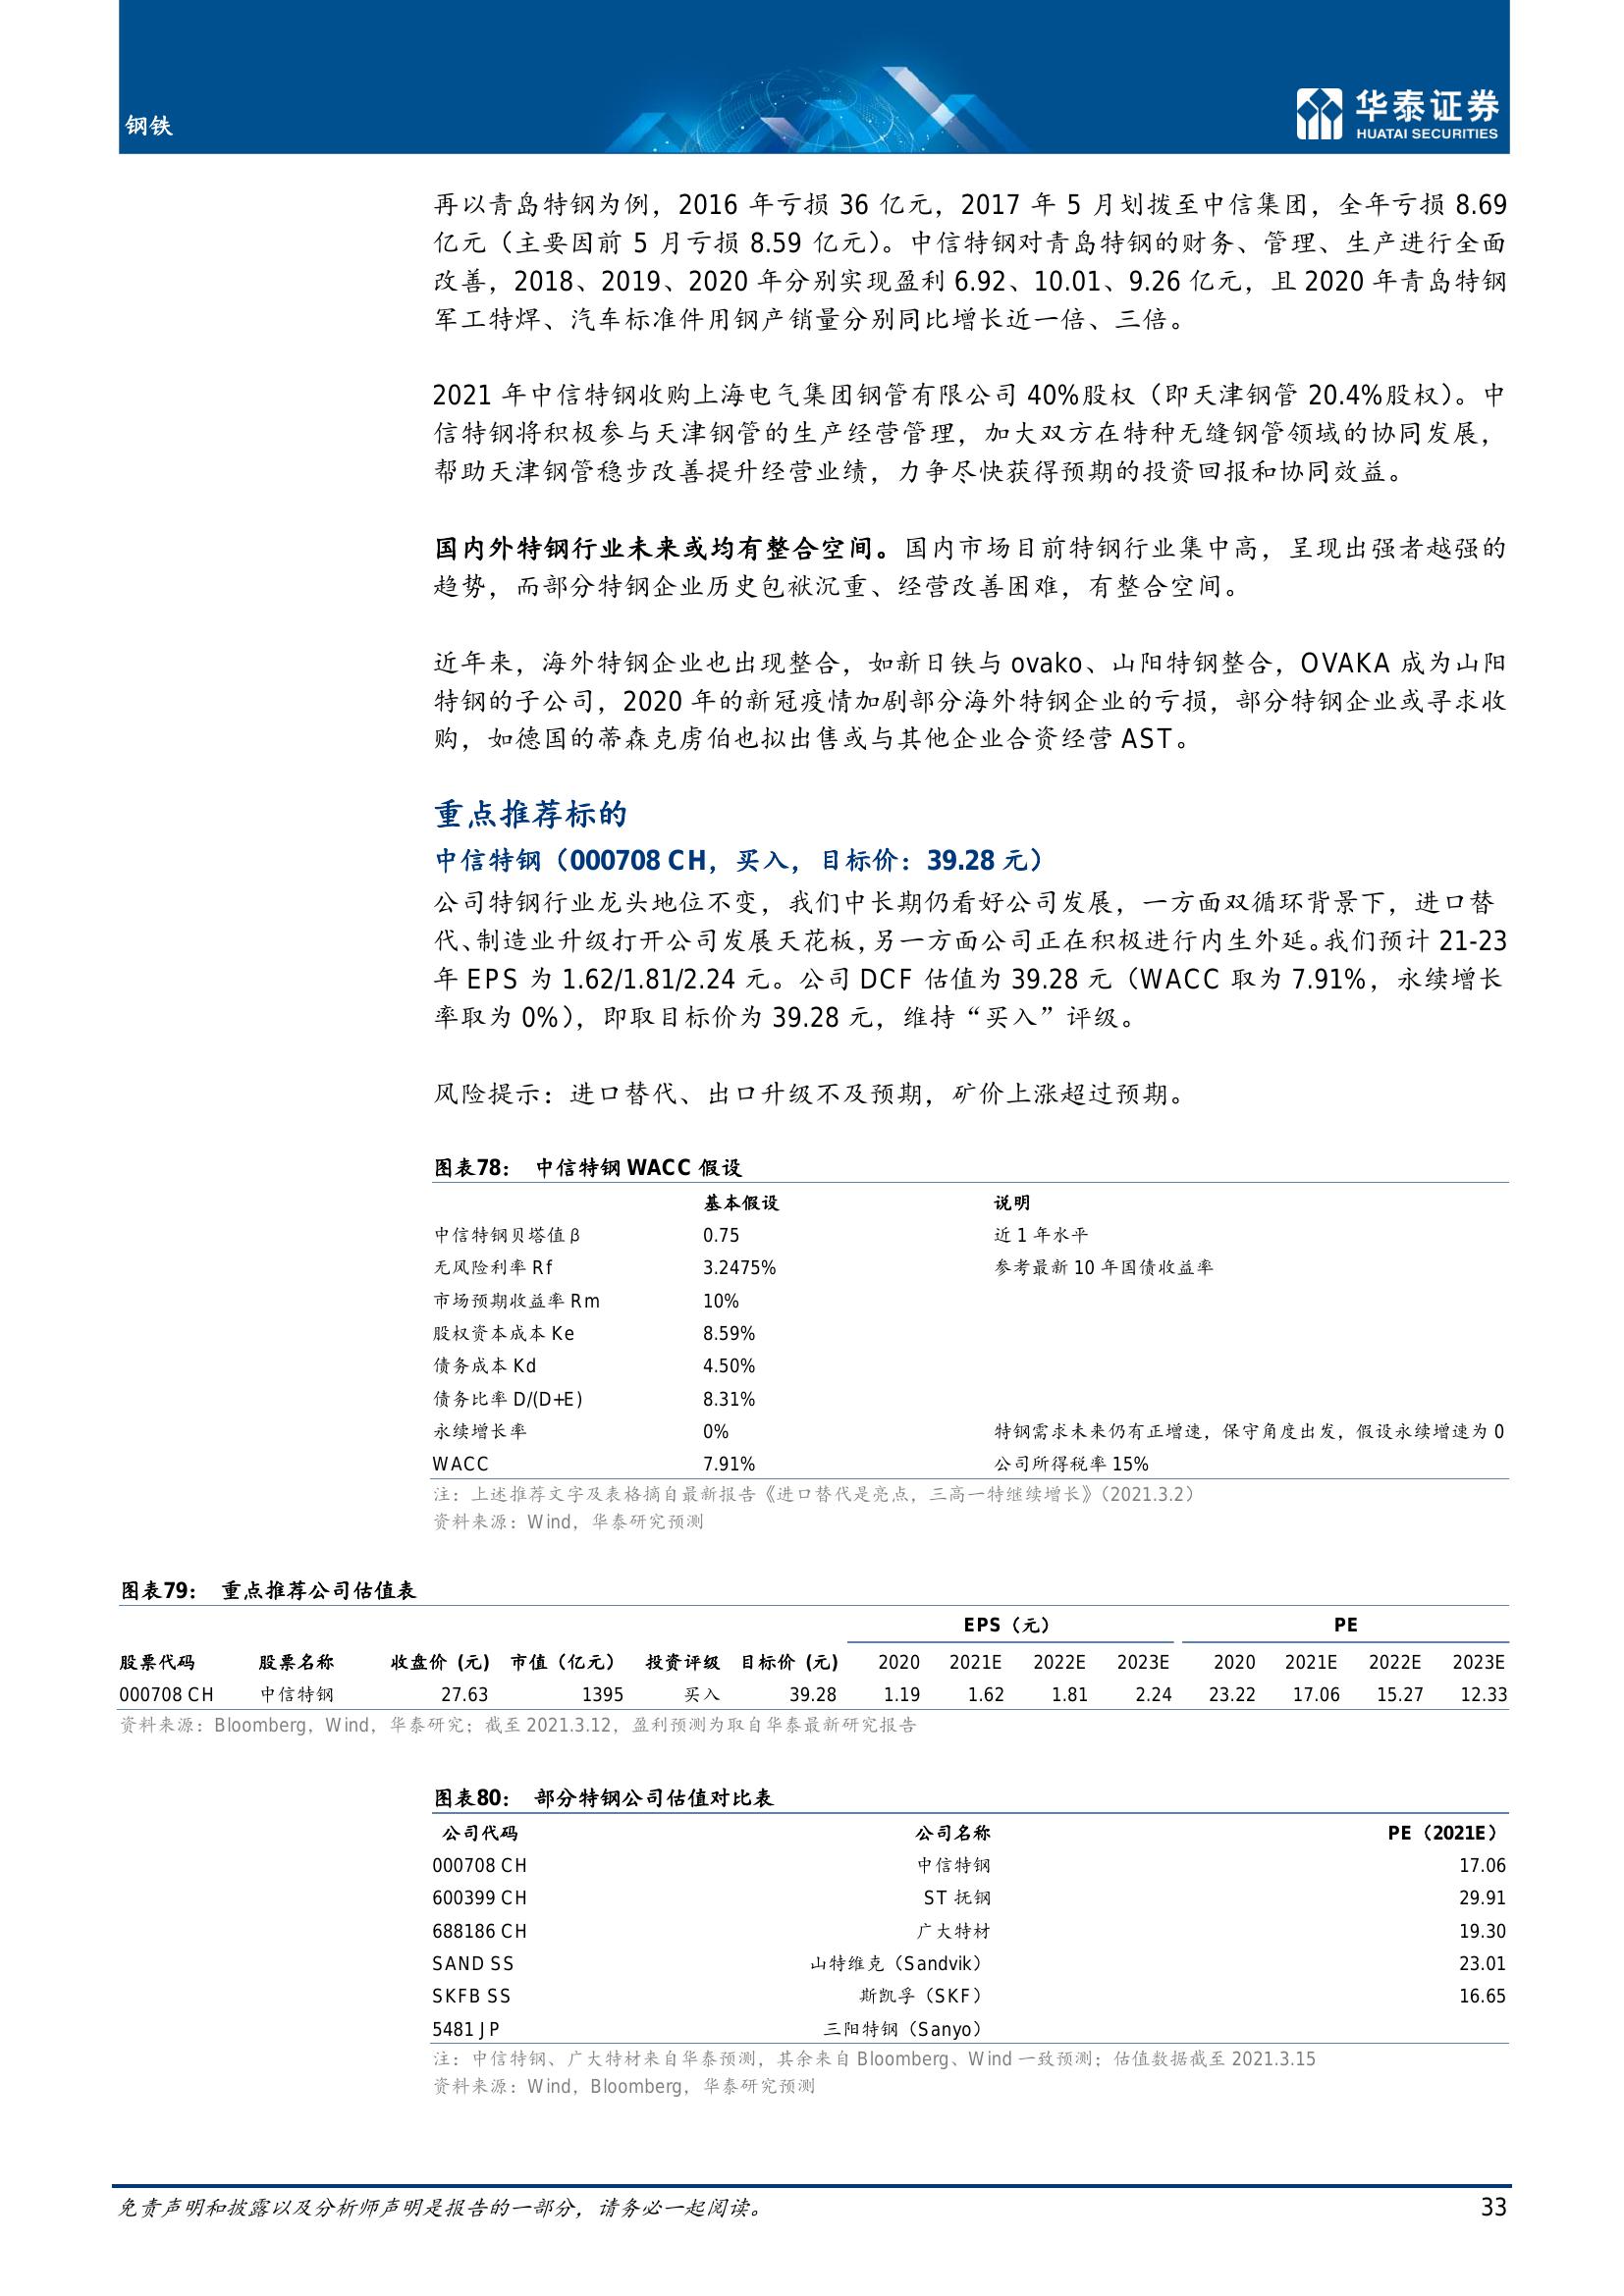 钢铁
华泰证券
HUATAI SECURITIES
再以青岛特钢为例，2016 年亏损 36 亿元，2017 年 5 月划拨至中信集团，全年亏损 8.69
亿元（主要因前 5 月亏损 8.59 亿元）。中信特钢对青岛特钢的财务、管理、生产进行全面
改善，2018、2019、2020 年分别实现盈利 6.92、10.01、9.26 亿元，且 2020 年青岛特钢
军工特焊、汽车标准件用钢产销量分别同比增长近一倍、三倍。
2021 年中信特钢收购上海电气集团钢管有限公司 40%股权（即天津钢管 20.4%股权）。中
信特钢将积极参与天津钢管的生产经营管理，加大双方在特种无缝钢管领域的协同发展，
帮助天津钢管稳步改善提升经营业绩，力争尽快获得预期的投资回报和协同效益。
国内外特钢行业未来或均有整合空间。国内市场目前特钢行业集中高，呈现出强者越强的
趋势，而部分特钢企业历史包袱沉重、经营改善困难，有整合空间。
近年来，海外特钢企业也出现整合，如新日铁与 ovako、山阳特钢整合，OVAKA 成为山阳
特钢的子公司，2020 年的新冠疫情加剧部分海外特钢企业的亏损，部分特钢企业或寻求收
购，如德国的蒂森克虏伯也拟出售或与其他企业合资经营 AST。
重点推荐标的
中信特钢（000708 CH，买入，目标价：39.28 元）
公司特钢行业龙头地位不变，我们中长期仍看好公司发展，一方面双循环背景下，进口替
代、制造业升级打开公司发展天花板，另一方面公司正在积极进行内生外延。我们预计 21-23
年 EPS 为 1.62/1.81/2.24 元。公司 DCF 估值为 39.28 元（WACC 取为 7.91%，永续增长
率取为 0%），即取目标价为 39.28 元，维持“买入”评级。
风险提示：进口替代、出口升级不及预期，矿价上涨超过预期。
图表78： 中信特钢 WACC 假设
基本假设 说明
中信特钢贝塔值 β 0.75 近 1 年水平
无风险利率 Rf 3.2475% 参考最新 10 年国债收益率
市场预期收益率 Rm 10%
股权资本成本 Ke 8.59%
债务成本 Kd 4.50%
债务比率 D/(D+E) 8.31%
永续增长率 0% 特钢需求未来仍有正增速，保守角度出发，假设永续增速为 0
WACC 7.91% 公司所得税率 15%
注：上述推荐文字及表格摘自最新报告《进口替代是亮点，三高一特继续增长》（2021.3.2）
资料来源：Wind，华泰研究预测
图表79： 重点推荐公司估值表
EPS（元） PE
股票代码 股票名称 收盘价 (元) 市值（亿元） 投资评级 目标价 (元) 2020 2021E 2022E 2023E 2020 2021E 2022E 2023E
000708 CH 中信特钢 27.63 1395 买入 39.28 1.19 1.62 1.81 2.24 23.22 17.06 15.27 12.33
资料来源：Bloomberg，Wind，华泰研究；截至 2021.3.12，盈利预测为取自华泰最新研究报告
图表80： 部分特钢公司估值对比表
公司代码 公司名称 PE（2021E）
000708 CH 中信特钢 17.06
600399 CH ST 抚钢 29.91
688186 CH 广大特材 19.30
SAND SS 山特维克（Sandvik） 23.01
SKFB SS 斯凯孚（SKF） 16.65
5481 JP 三阳特钢（Sanyo）
注：中信特钢、广大特材来自华泰预测，其余来自 Bloomberg、Wind 一致预测；估值数据截至 2021.3.15
资料来源：Wind，Bloomberg，华泰研究预测
免责声明和披露以及分析师声明是报告的一部分，请务必一起阅读。 33